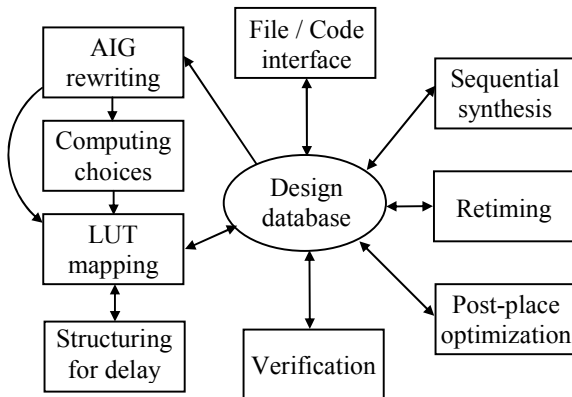 AIG
rewriting
Computing
choices
LUT
mapping
Structuring
for delay
File / Code
interface
Design
database
Verification
Sequential
synthesis
Retiming
Post-place
optimization